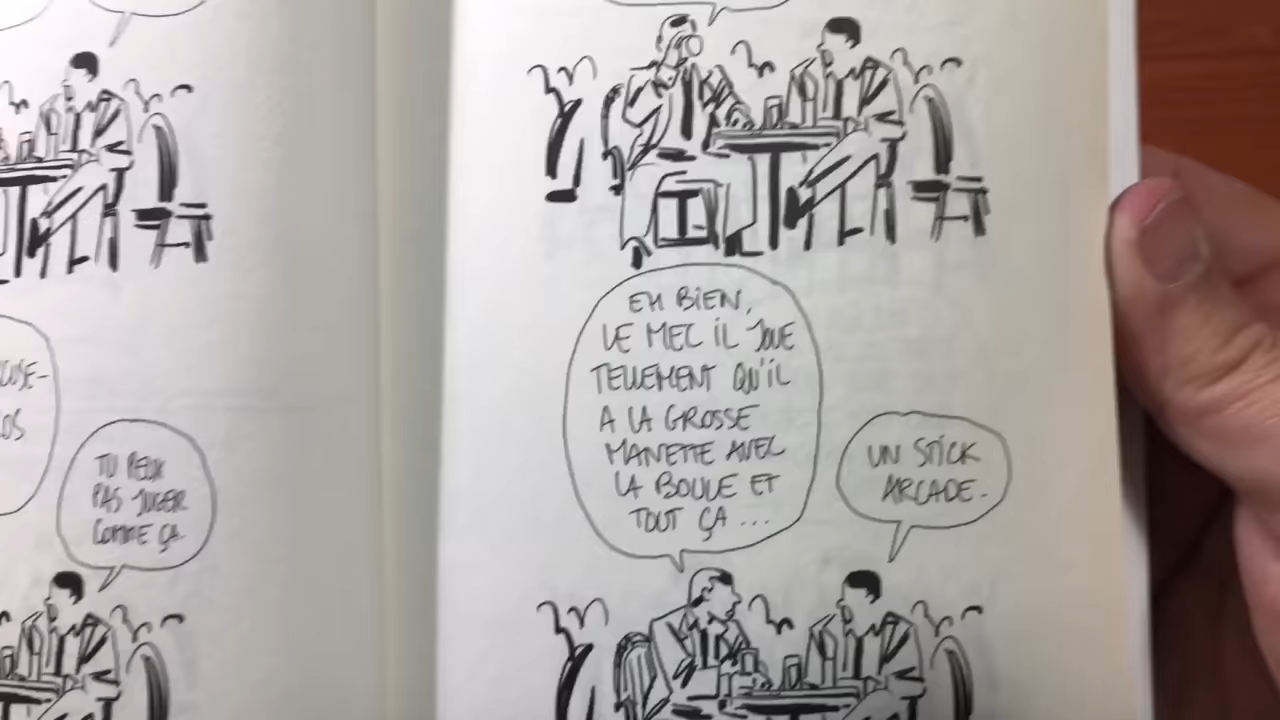 TU PEUX
PAS JUGER
COMME ÇA.
EH BIEN,
LE MEC iL JOUE
TELLEMENT QU'iL
A LA GROSSE
MANETTE AVEC
LA BOULE ET
TOUT ÇA ...
UN STiCK
ARCADE.